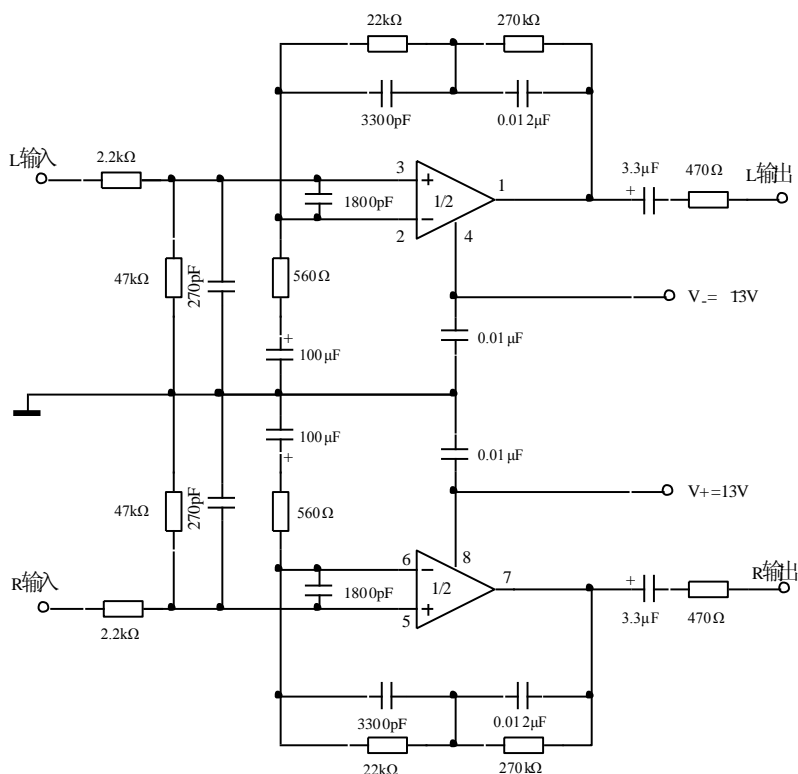 22kΩ
270kΩ
3300pF
0.012μF
L输入
2.2kΩ
3
+
1800pF
1/2
1
−
2
4
3.3μF
+
470Ω
L输出
47kΩ
270pF
560Ω
V-= -13V
+
100μF
0.01μF
100μF
+
0.01μF
47kΩ
270pF
560Ω
V+=13V
R输入
2.2kΩ
6
−
8
1800pF
1/2
7
5
+
+
3.3μF
470Ω
R输出
3300pF
0.012μF
22kΩ
270kΩ